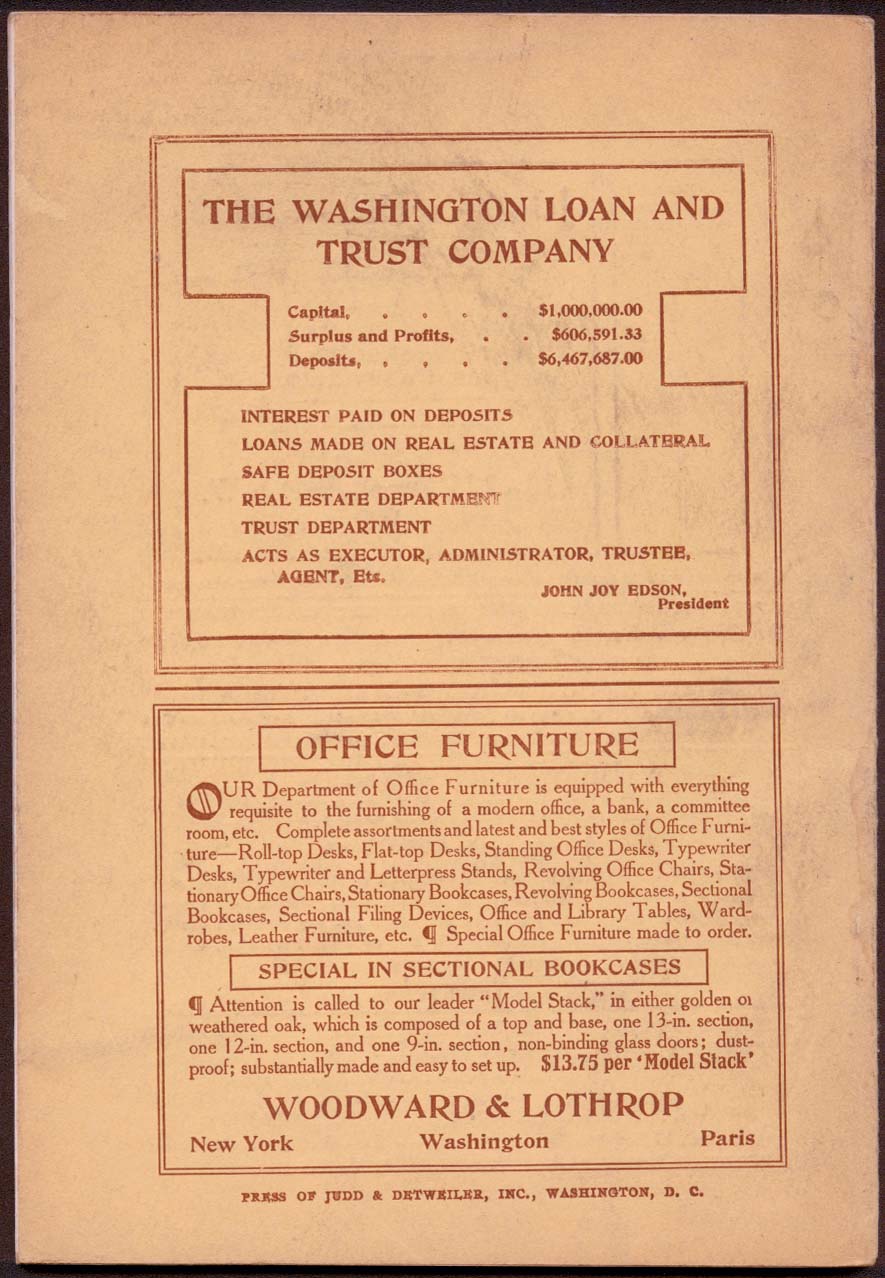 THE WASHINGTON LOAN AND
TRUST COMPANY
Capital, . . . . $1,000,000.00
Surplus and Profits, . . $606,591.33
Deposits, . . . . $6,467,687.00
INTEREST PAID ON DEPOSITS
LOANS MADE ON REAL ESTATE AND COLLATERAL
SAFE DEPOSIT BOXES
REAL ESTATE DEPARTMENT
TRUST DEPARTMENT
ACTS AS EXECUTOR, ADMINISTRATOR, TRUSTEE,
AGENT, Etc.
JOHN JOY EDSON,
President
OFFICE FURNITURE
OUR Department of Office Furniture is equipped with everything
requisite to the furnishing of a modern office, a bank, a committee
room, etc. Complete assortments and latest and best styles of Office Furni-
ture—Roll-top Desks, Flat-top Desks, Standing Office Desks, Typewriter
Desks, Typewriter and Letterpress Stands, Revolving Office Chairs, Sta-
tionary Office Chairs, Stationary Bookcases, Revolving Bookcases, Sectional
Bookcases, Sectional Filing Devices, Office and Library Tables, Ward-
robes, Leather Furniture, etc. ¶ Special Office Furniture made to order.
SPECIAL IN SECTIONAL BOOKCASES
¶ Attention is called to our leader "Model Stack," in either golden or
weathered oak, which is composed of a top and base, one 13-in. section,
one 12-in. section, and one 9-in. section, non-binding glass doors; dust-
proof; substantially made and easy to set up. $13.75 per 'Model Stack'
WOODWARD & LOTHROP
New York Washington Paris
PRESS OF JUDD & DETWEILER, INC., WASHINGTON, D. C.